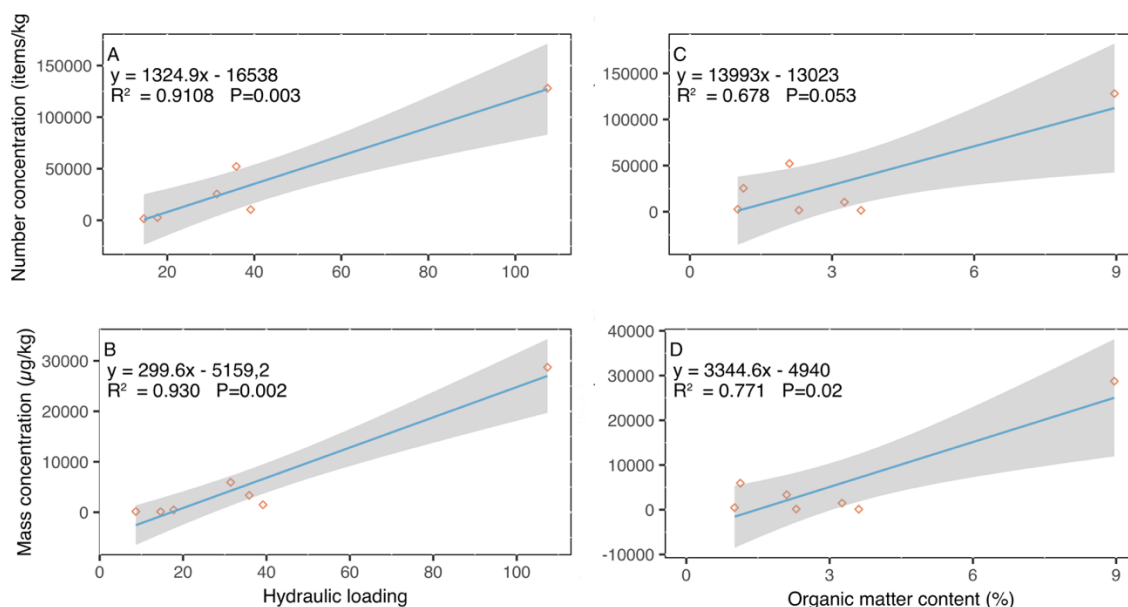 Number concentration (items/kg
A
y = 1324.9x - 16538
R² = 0.9108 P=0.003
150000
100000
50000
0
20
40
60
80
100
C
y = 13993x - 13023
R² = 0.678 P=0.053
150000
100000
50000
0
0
3
6
9
Mass concentration (µg/kg)
B
y = 299.6x - 5159,2
R² = 0.930 P=0.002
30000
20000
10000
0
0
20
40
60
80
100
Hydraulic loading
D
y = 3344.6x - 4940
R² = 0.771 P=0.02
40000
30000
20000
10000
0
-10000
0
3
6
9
Organic matter content (%)